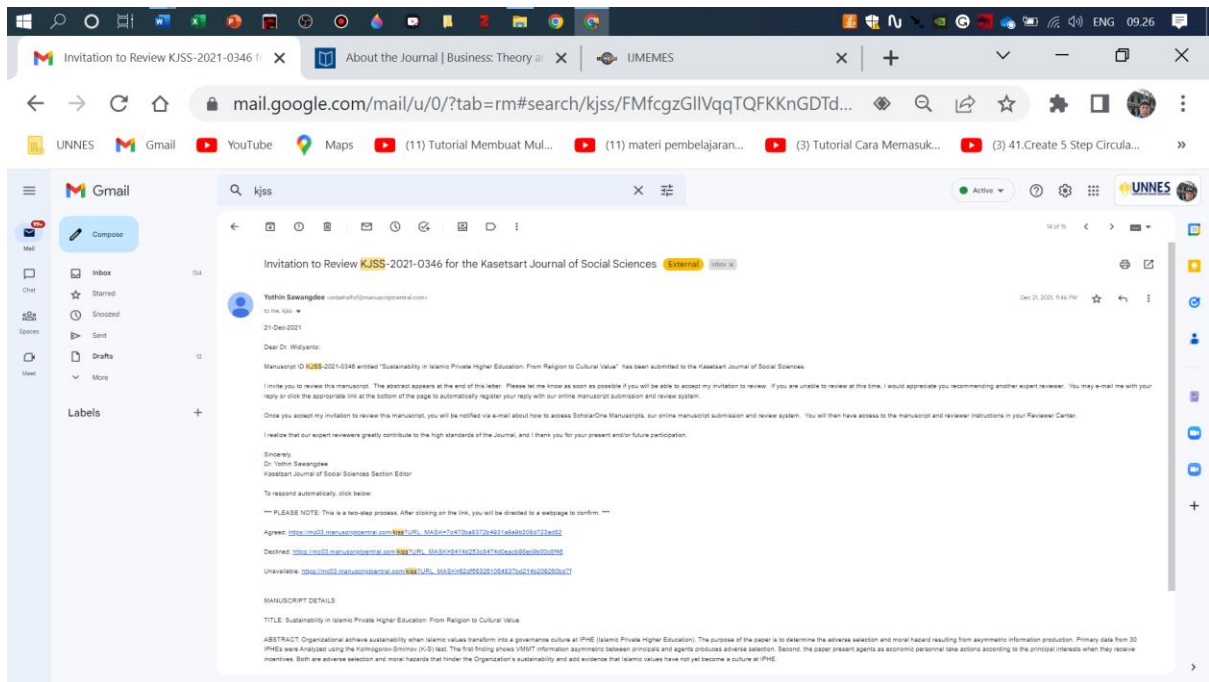 ENG 09.26
Invitation to Review KJSS-2021-0346 f
About the Journal | Business: Theory a
IJMEMES
mail.google.com/mail/u/0/?tab=rm#search/kjss/FMfcgzGllVqqTQFKKnGDTd...
UNNES
Gmail
YouTube
Maps
(11) Tutorial Membuat Mul...
(11) materi pembelajaran...
(3) Tutorial Cara Memasuk...
(3) 41.Create 5 Step Circula...
Gmail
kjss
Active
UNNES
99+
Mail
Compose
14 of 15
Invitation to Review KJSS-2021-0346 for the Kasetsart Journal of Social Sciences External Inbox x
Chat
Inbox 754
Starred
Yothin Sawangdee <onbehalfof@manuscriptcentral.com> Dec 21, 2021, 11:46 PM
Snoozed
to me, kjss
Spaces
Sent
21-Dec-2021
Drafts 12
Dear Dr. Widiyanto:
Meet
More
Manuscript ID KJSS-2021-0346 entitled "Sustainability in Islamic Private Higher Education: From Religion to Cultural Value" has been submitted to the Kasetsart Journal of Social Sciences.
I invite you to review this manuscript. The abstract appears at the end of this letter. Please let me know as soon as possible if you will be able to accept my invitation to review. If you are unable to review at this time, I would appreciate you recommending another expert reviewer. You may e-mail me with your
reply or click the appropriate link at the bottom of the page to automatically register your reply with our online manuscript submission and review system.
Labels
Once you accept my invitation to review this manuscript, you will be notified via e-mail about how to access ScholarOne Manuscripts, our online manuscript submission and review system. You will then have access to the manuscript and reviewer instructions in your Reviewer Center.
I realize that our expert reviewers greatly contribute to the high standards of the Journal, and I thank you for your present and/or future participation.
Sincerely,
Dr. Yothin Sawangdee
Kasetsart Journal of Social Sciences Section Editor
To respond automatically, click below:
*** PLEASE NOTE: This is a two-step process. After clicking on the link, you will be directed to a webpage to confirm. ***
Agreed:
Declined:
Unavailable:
MANUSCRIPT DETAILS
TITLE: Sustainability in Islamic Private Higher Education: From Religion to Cultural Value
ABSTRACT: Organizational achieve sustainability when Islamic values transform into a governance culture at IPHE (Islamic Private Higher Education). The purpose of the paper is to determine the adverse selection and moral hazard resulting from asymmetric information production. Primary data from 30
IPHEs were Analyzed using the Kolmogorov-Smirnov (K-S) test. The first finding shows VMMT information asymmetric between principals and agents produces adverse selection. Second, the paper present agents as economic personnel take actions according to the principal interests when they receive
incentives. Both are adverse selection and moral hazards that hinder the Organization's sustainability and add evidence that Islamic values have not yet become a culture at IPHE.